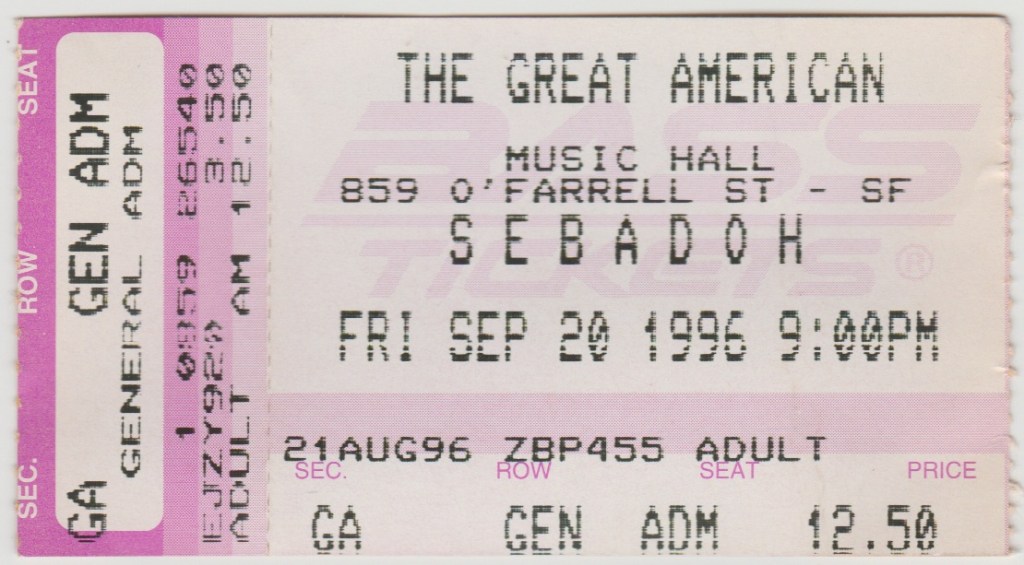 SEC. ROW SEAT
GA GEN ADM
GENERAL ADM
1 0859 26540
EJZY920 3.50
ADULT AM 12.50
BASS
TICKETS®
THE GREAT AMERICAN
MUSIC HALL
859 O'FARRELL ST - SF
SEBADOH
FRI SEP 20 1996 9:00PM
21AUG96 ZBP455 ADULT
SEC. ROW SEAT PRICE
GA GEN ADM 12.50